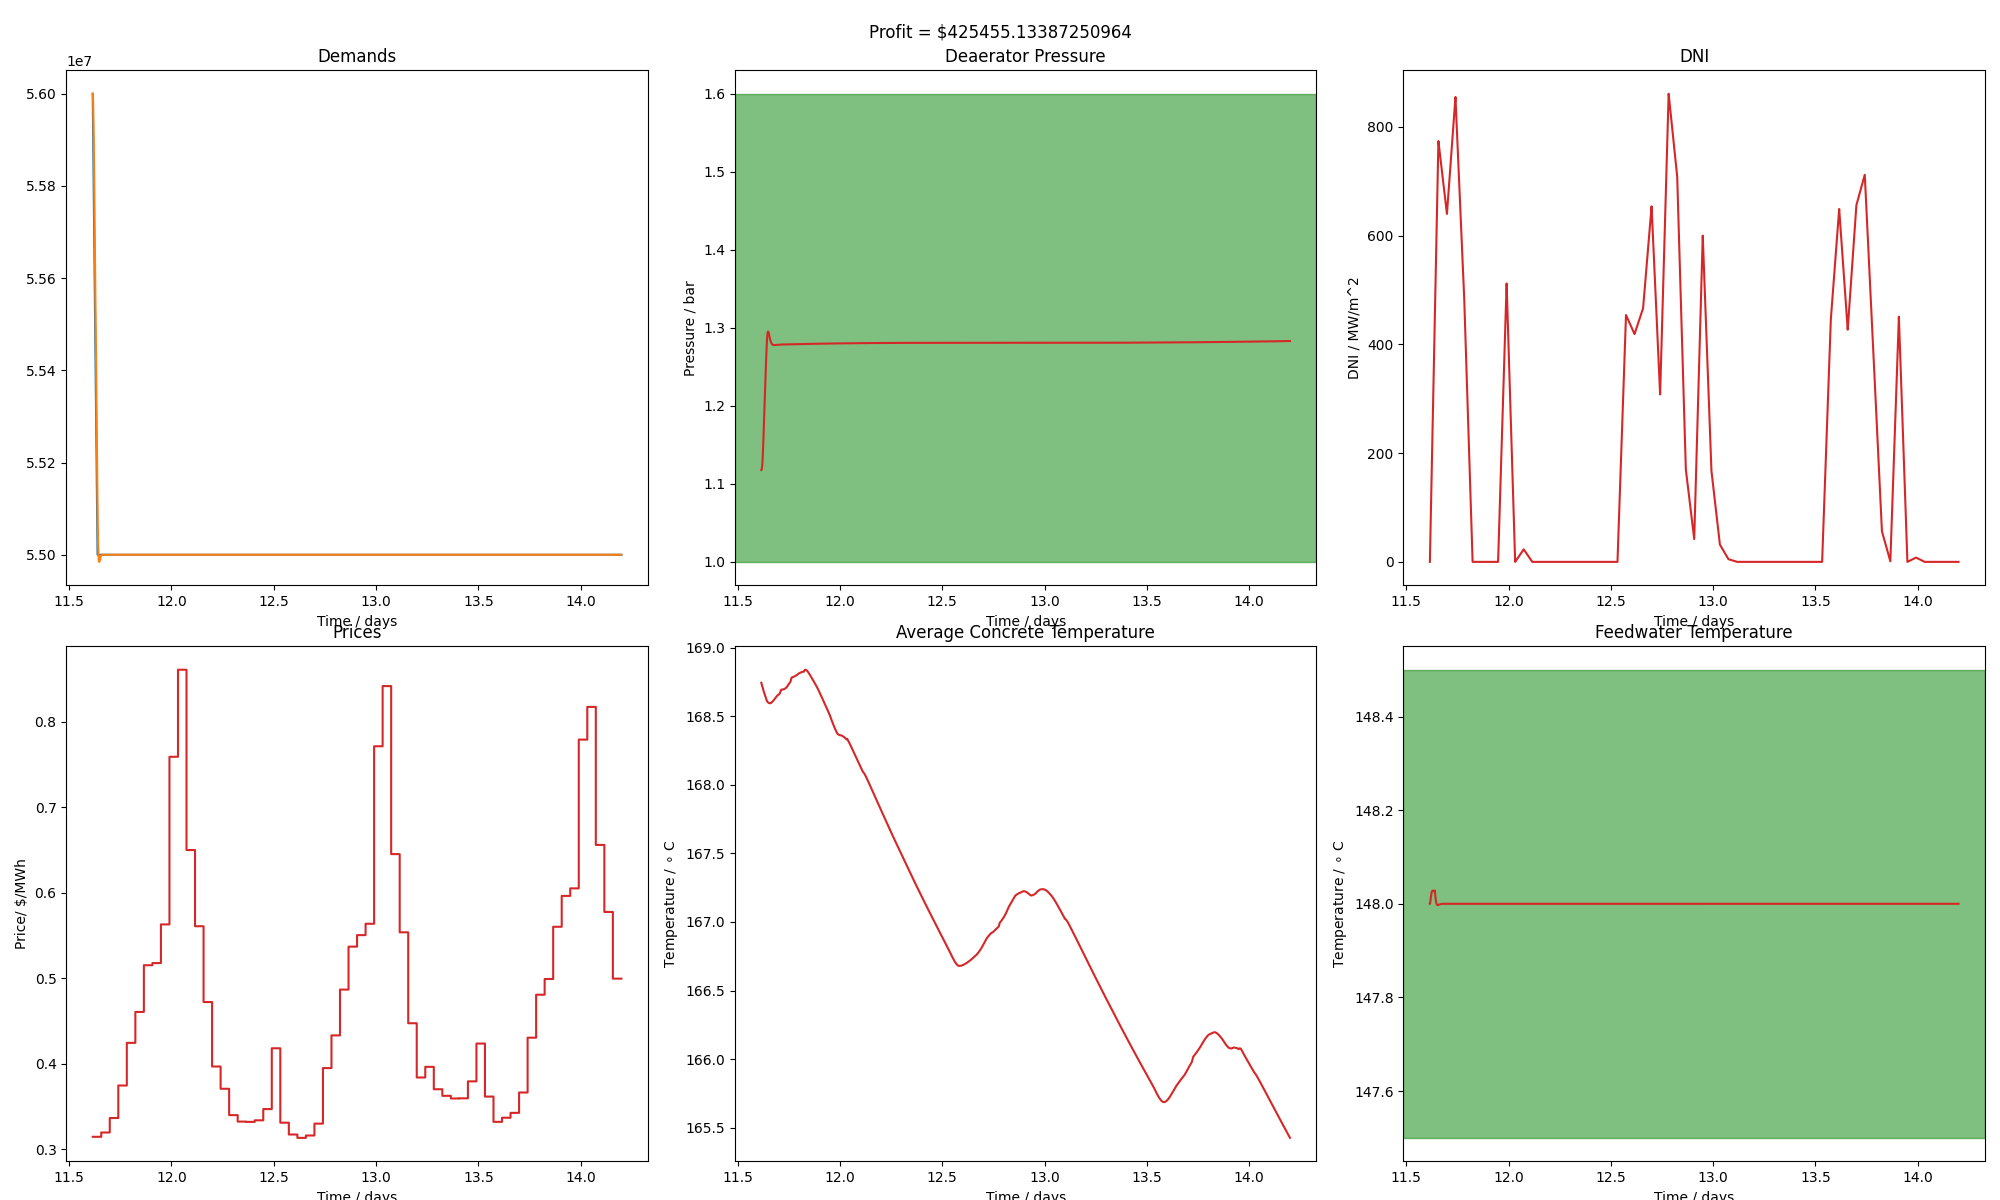 Profit = $425455.13387250964
Demands
1e7
5.60
5.58
5.56
5.54
5.52
5.50
11.5 12.0 12.5 13.0 13.5 14.0
Time / days
Deaerator Pressure
Pressure / bar
1.6
1.5
1.4
1.3
1.2
1.1
1.0
11.5 12.0 12.5 13.0 13.5 14.0
Time / days
DNI
DNI / MW/m^2
800
600
400
200
0
11.5 12.0 12.5 13.0 13.5 14.0
Time / days
Prices
Price/ $/MWh
0.8
0.7
0.6
0.5
0.4
0.3
11.5 12.0 12.5 13.0 13.5 14.0
Time / days
Average Concrete Temperature
Temperature / ∘ C
169.0
168.5
168.0
167.5
167.0
166.5
166.0
165.5
11.5 12.0 12.5 13.0 13.5 14.0
Time / days
Feedwater Temperature
Temperature / ∘ C
148.4
148.2
148.0
147.8
147.6
11.5 12.0 12.5 13.0 13.5 14.0
Time / days